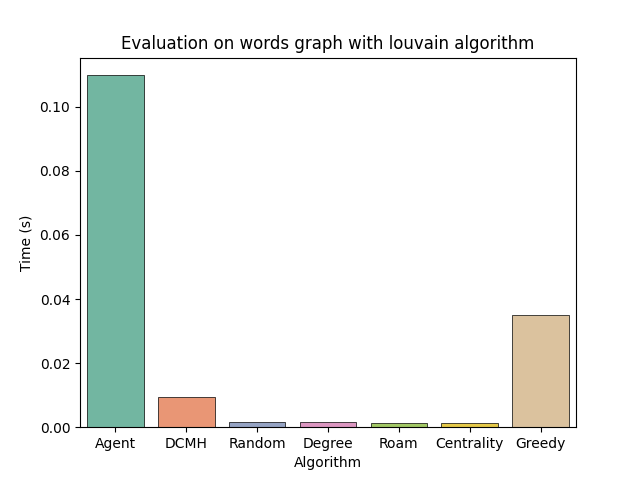 Evaluation on words graph with louvain algorithm
Time (s)
0.10
0.08
0.06
0.04
0.02
0.00
Agent DCMH Random Degree Roam Centrality Greedy
Algorithm